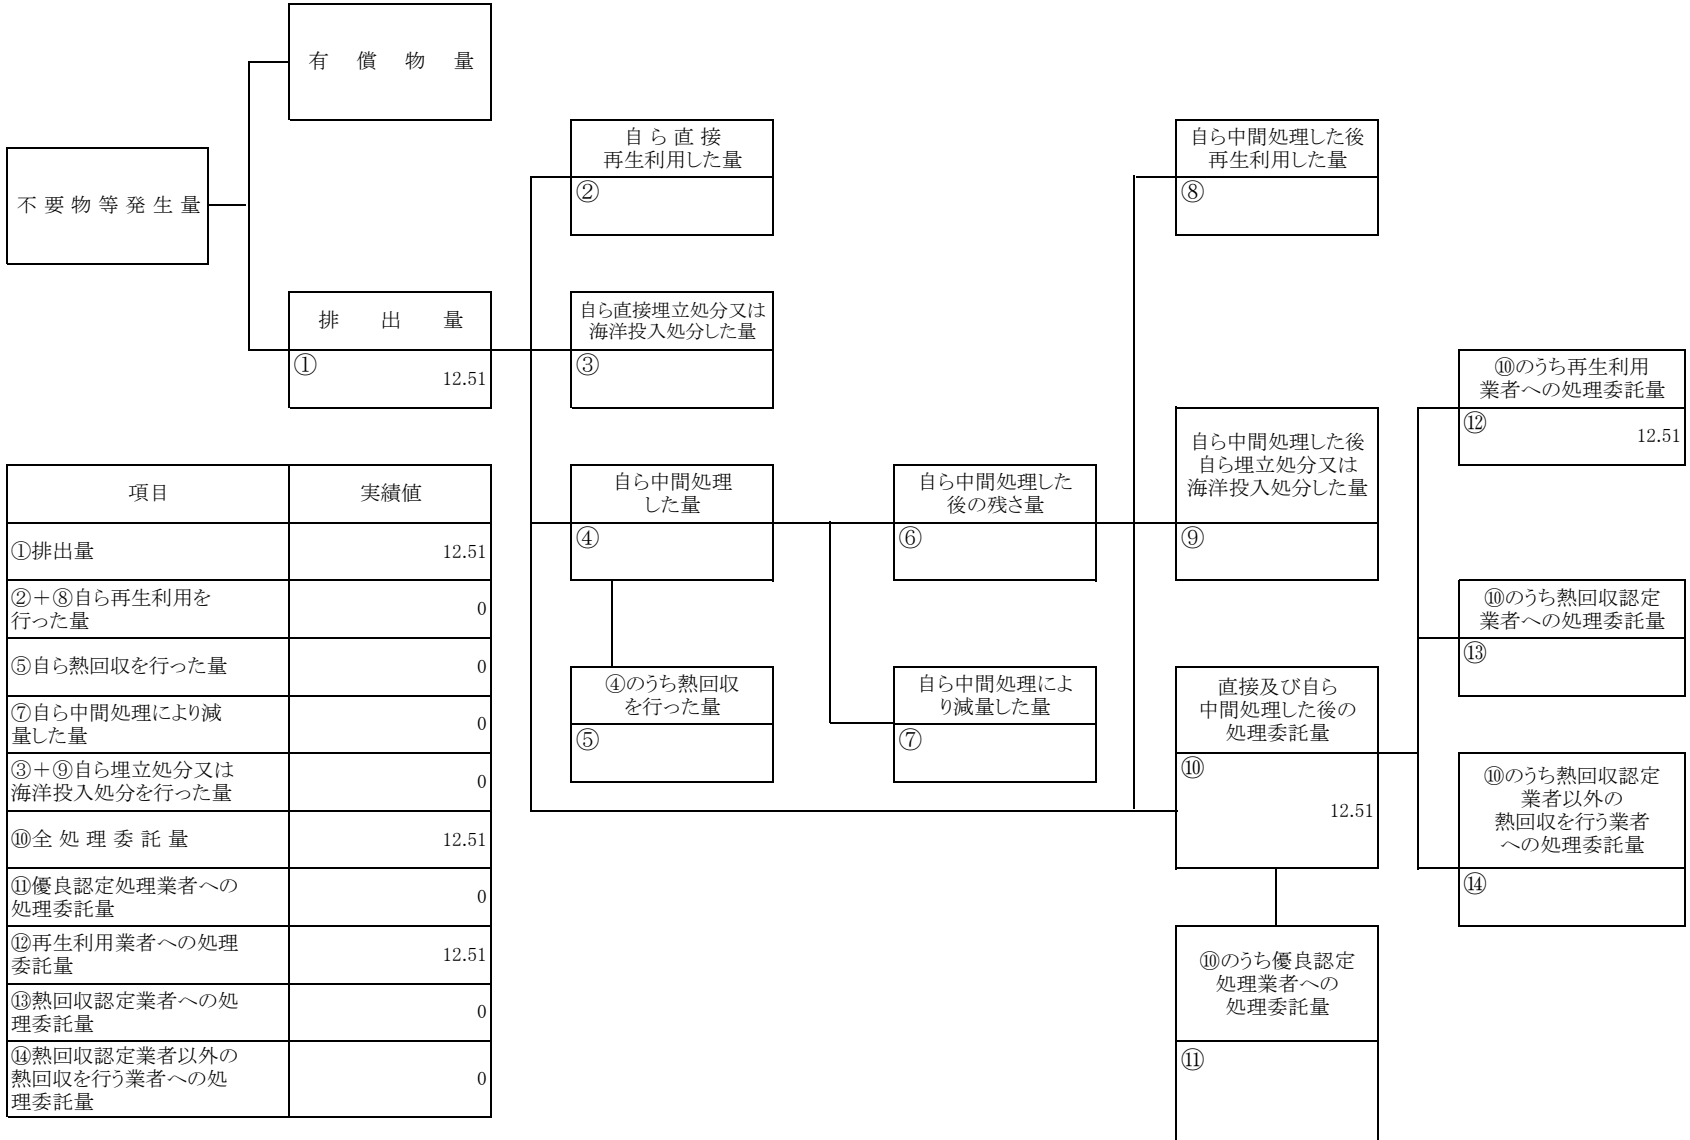 有 償 物 量
不 要 物 等 発 生 量
排 出 量
①
12.51
自 ら 直 接
再生利用した量
②
自ら直接埋立処分又は
海洋投入処分した量
③
自ら中間処理
した量
④
④のうち熱回収
を行った量
⑤
自ら中間処理した
後の残さ量
⑥
自ら中間処理によ
り減量した量
⑦
自ら中間処理した後
再生利用した量
⑧
自ら中間処理した後
自ら埋立処分又は
海洋投入処分した量
⑨
直接及び自ら
中間処理した後の
処理委託量
⑩
12.51
⑩のうち優良認定
処理業者への
処理委託量
⑪
⑩のうち再生利用
業者への処理委託量
⑫
12.51
⑩のうち熱回収認定
業者への処理委託量
⑬
⑩のうち熱回収認定
業者以外の
熱回収を行う業者
への処理委託量
⑭
項目 実績値
①排出量 12.51
②+⑧自ら再生利用を
行った量
0
⑤自ら熱回収を行った量 0
⑦自ら中間処理により減
量した量
0
③+⑨自ら埋立処分又は
海洋投入処分を行った量
0
⑩全 処 理 委 託 量 12.51
⑪優良認定処理業者への
処理委託量
0
⑫再生利用業者への処理
委託量
12.51
⑬熱回収認定業者への処
理委託量
0
⑭熱回収認定業者以外の
熱回収を行う業者への処
理委託量
0